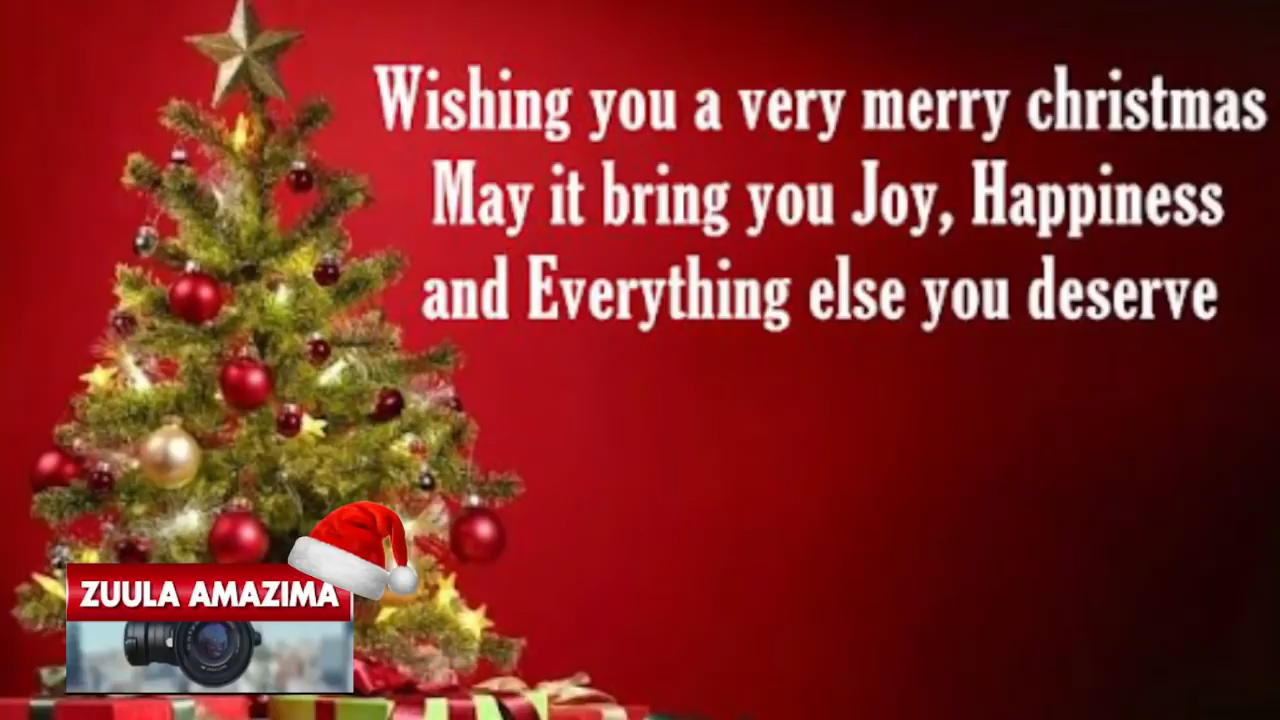 Wishing you a very merry christmas
May it bring you Joy, Happiness
and Everything else you deserve
ZUULA AMAZIMA